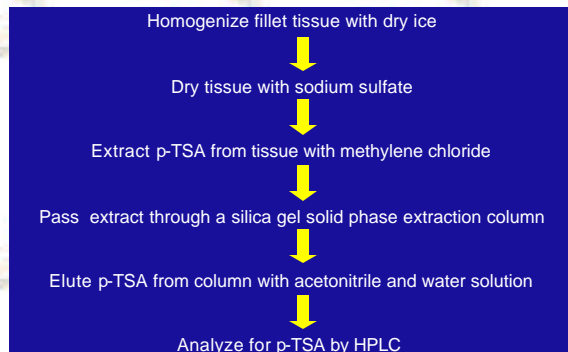 Homogenize fillet tissue with dry ice
Dry tissue with sodium sulfate
Extract p-TSA from tissue with methylene chloride
Pass extract through a silica gel solid phase extraction column
Elute p-TSA from column with acetonitrile and water solution
Analyze for p-TSA by HPLC